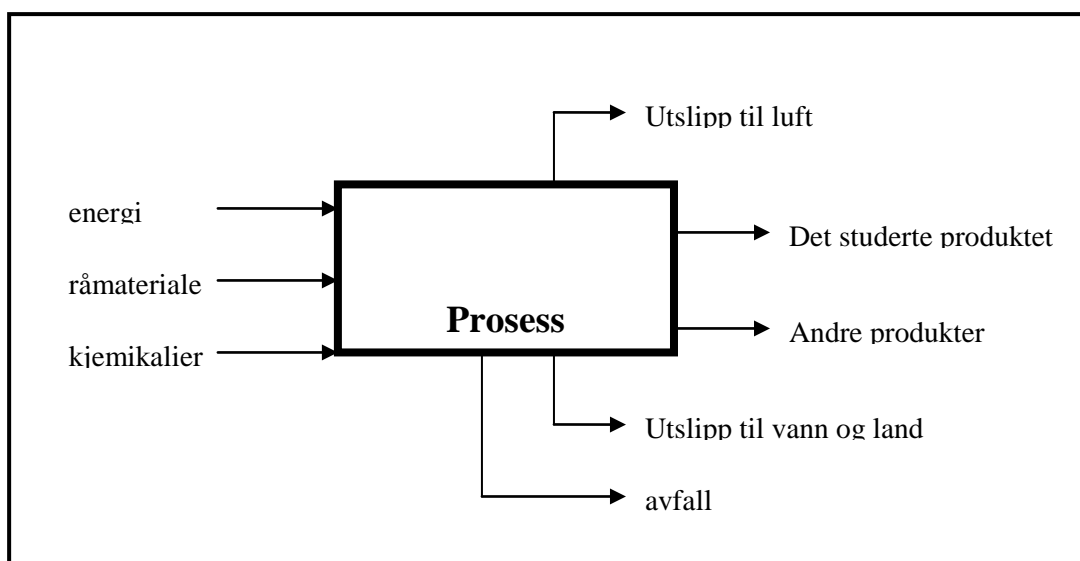 Utslipp til luft
energi
Det studerte produktet
råmateriale
Prosess
Andre produkter
kjemikalier
Utslipp til vann og land
avfall